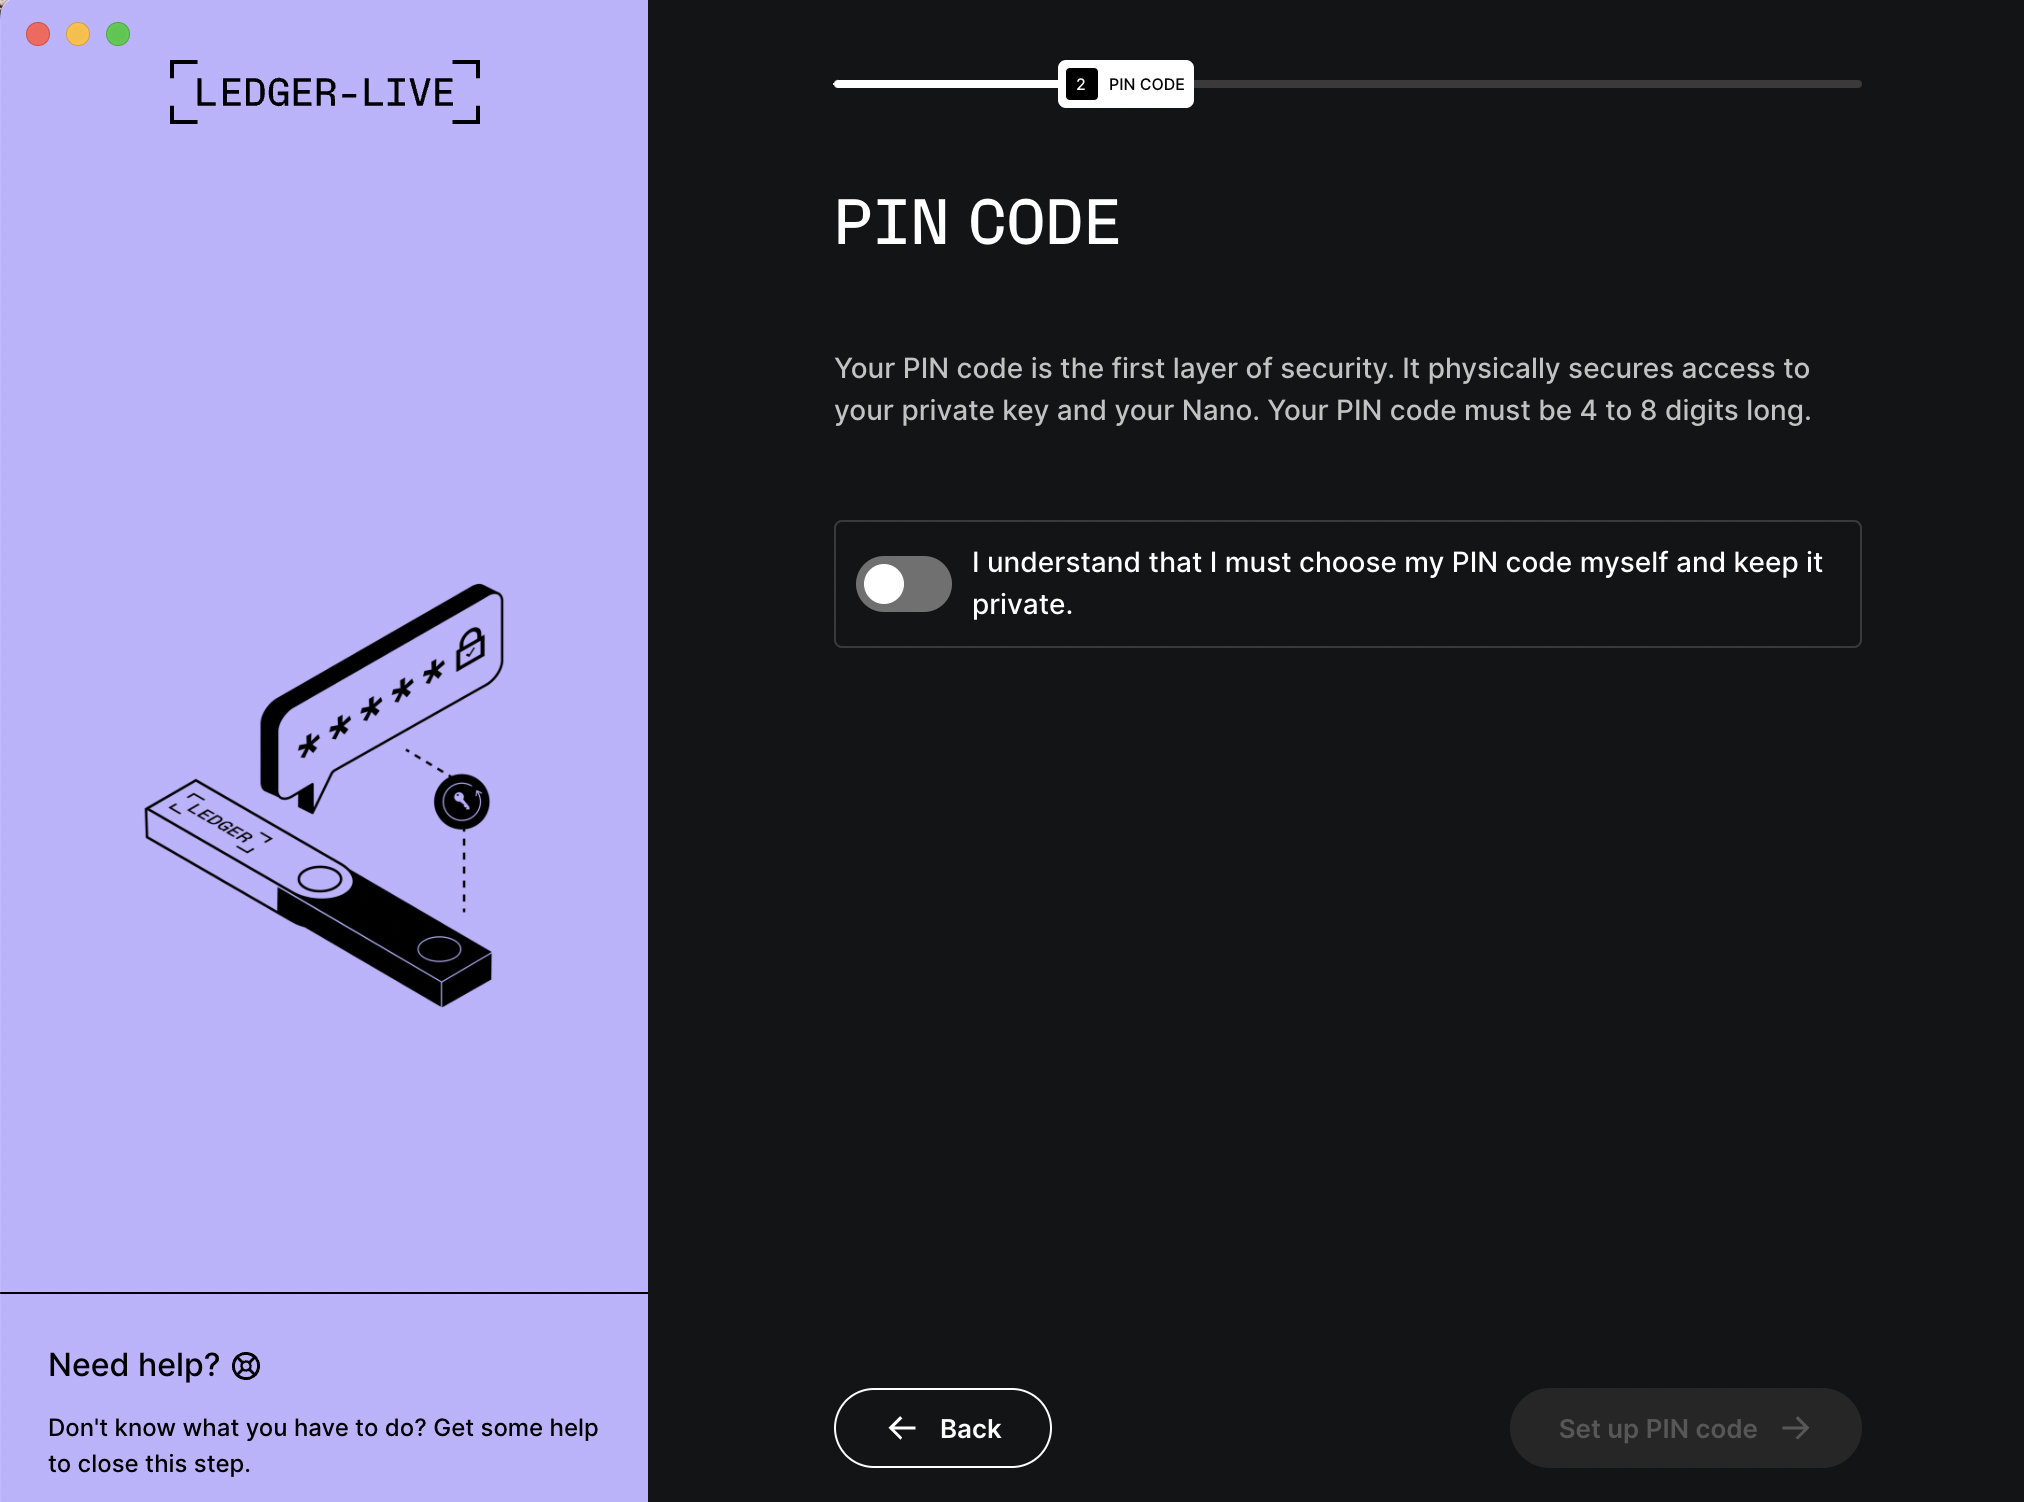 LEDGER-LIVE
2 PIN CODE
PIN CODE
Your PIN code is the first layer of security. It physically secures access to
your private key and your Nano. Your PIN code must be 4 to 8 digits long.
I understand that I must choose my PIN code myself and keep it
private.
*****
LEDGER
Need help?
Don't know what you have to do? Get some help
to close this step.
Back
Set up PIN code